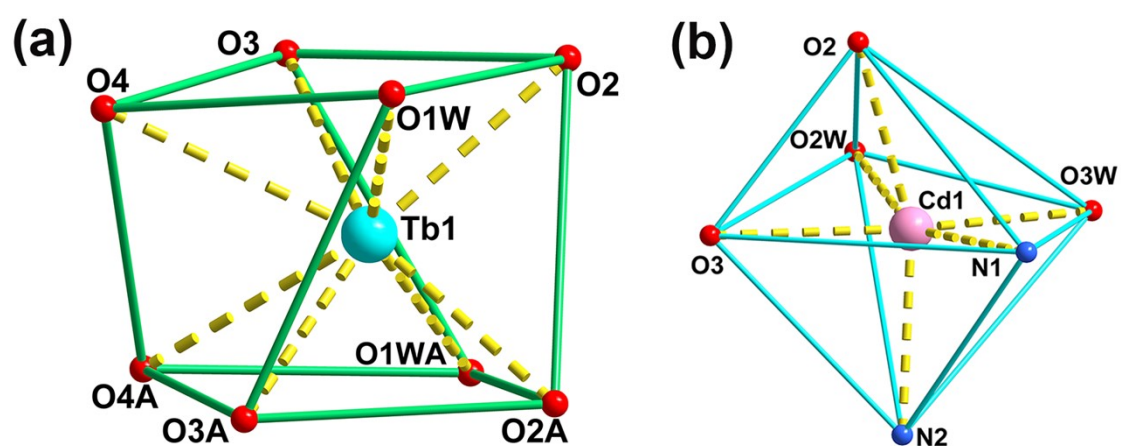 (a)
O3
O4
O2
O1W
Tb1
O1WA
O4A
O3A
O2A
(b)
O2
O2W
O3W
Cd1
O3
N1
N2